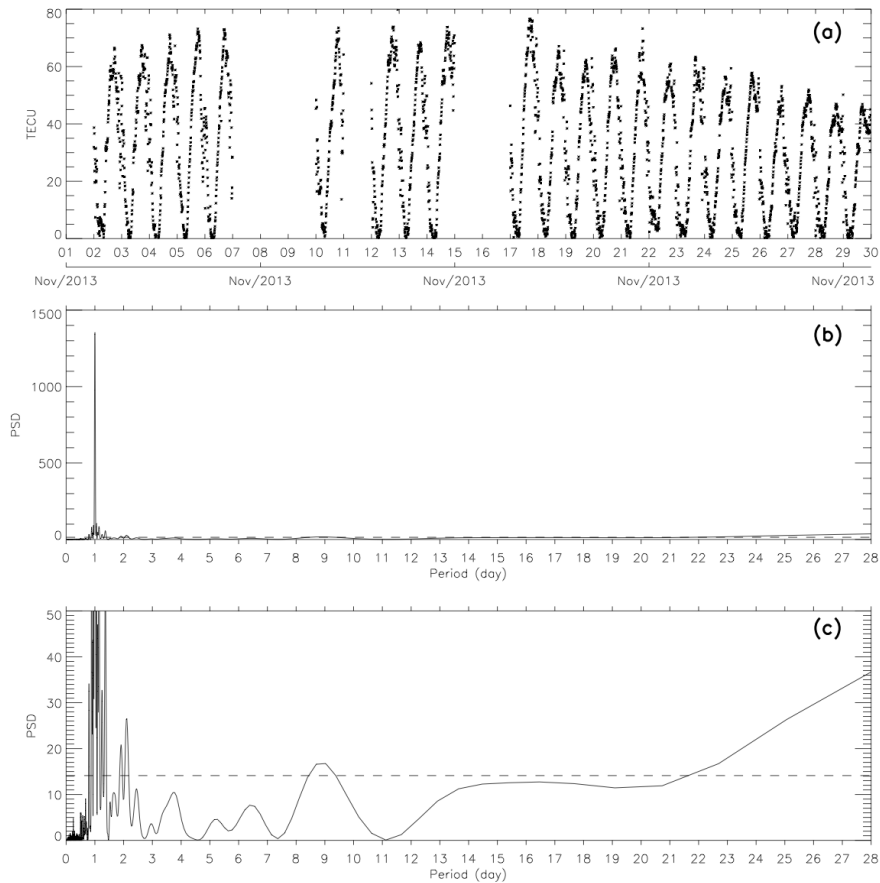 (a)
80
60
40
20
0
TECU
01 02 03 04 05 06 07 08 09 10 11 12 13 14 15 16 17 18 19 20 21 22 23 24 25 26 27 28 29 30
Nov/2013 Nov/2013 Nov/2013 Nov/2013 Nov/2013
(b)
1500
1000
500
0
PSD
0 1 2 3 4 5 6 7 8 9 10 11 12 13 14 15 16 17 18 19 20 21 22 23 24 25 26 27 28
Period (day)
(c)
50
40
30
20
10
0
PSD
0 1 2 3 4 5 6 7 8 9 10 11 12 13 14 15 16 17 18 19 20 21 22 23 24 25 26 27 28
Period (day)